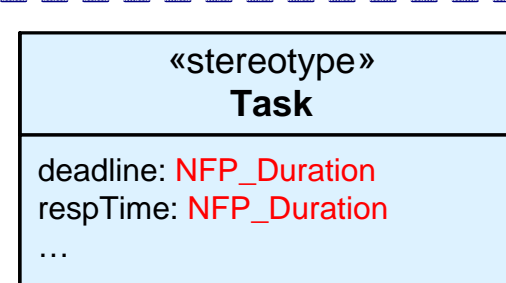 «stereotype»
Task
deadline: NFP_Duration
respTime: NFP_Duration
…